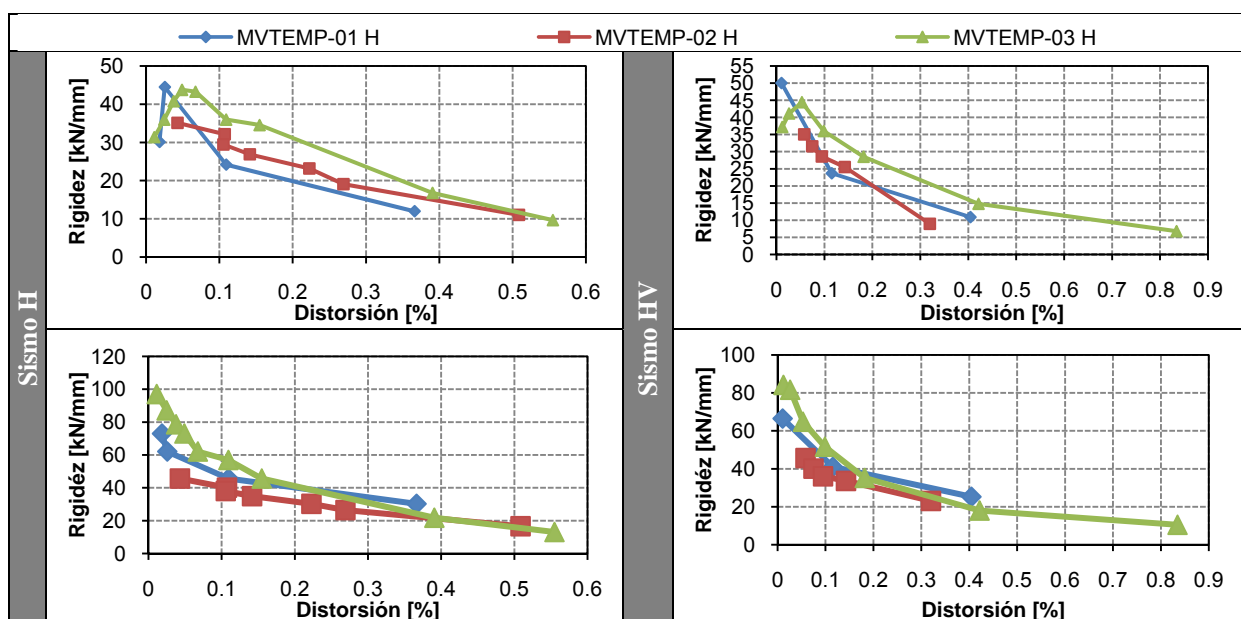 MVTEMP-01 H
MVTEMP-02 H
MVTEMP-03 H
Sismo H
Rigidez [kN/mm]
50
40
30
20
10
0
0 0.1 0.2 0.3 0.4 0.5 0.6
Distorsión [%]
Rigidéz [kN/mm]
120
100
80
60
40
20
0
0 0.1 0.2 0.3 0.4 0.5 0.6
Distorsión [%]
Sismo HV
Rigidez [kN/mm]
55
50
45
40
35
30
25
20
15
10
5
0
0 0.1 0.2 0.3 0.4 0.5 0.6 0.7 0.8 0.9
Distorsión [%]
Rigidéz [kN/mm]
100
80
60
40
20
0
0 0.1 0.2 0.3 0.4 0.5 0.6 0.7 0.8 0.9
Distorsión [%]